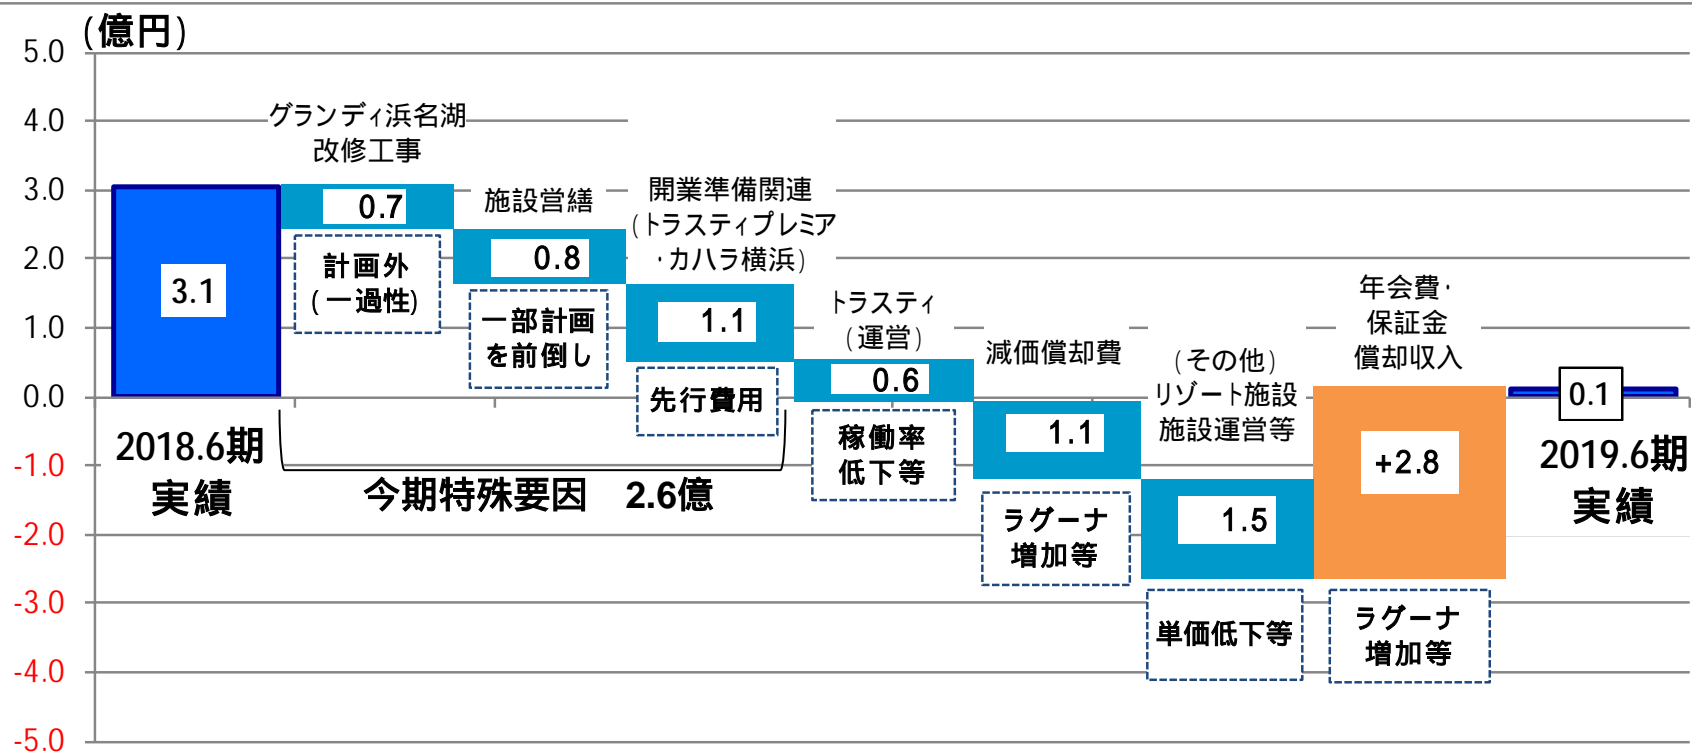 (億円)
5.0
4.0
3.0
2.0
1.0
0.0
-1.0
-2.0
-3.0
-4.0
-5.0
3.1
2018.6期
実績
グランディ浜名湖
改修工事
0.7
計画外
(一過性)
施設営繕
0.8
一部計画
を前倒し
開業準備関連
(トラスティプレミア
・カハラ横浜)
1.1
先行費用
今期特殊要因 2.6億
トラスティ
(運営)
0.6
稼働率
低下等
減価償却費
1.1
ラグーナ
増加等
(その他)
リゾート施設
施設運営等
1.5
単価低下等
年会費・
保証金
償却収入
+2.8
ラグーナ
増加等
0.1
2019.6期
実績